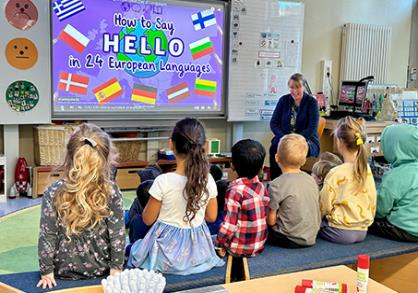 How to Say
HELLO
in 24 European Languages